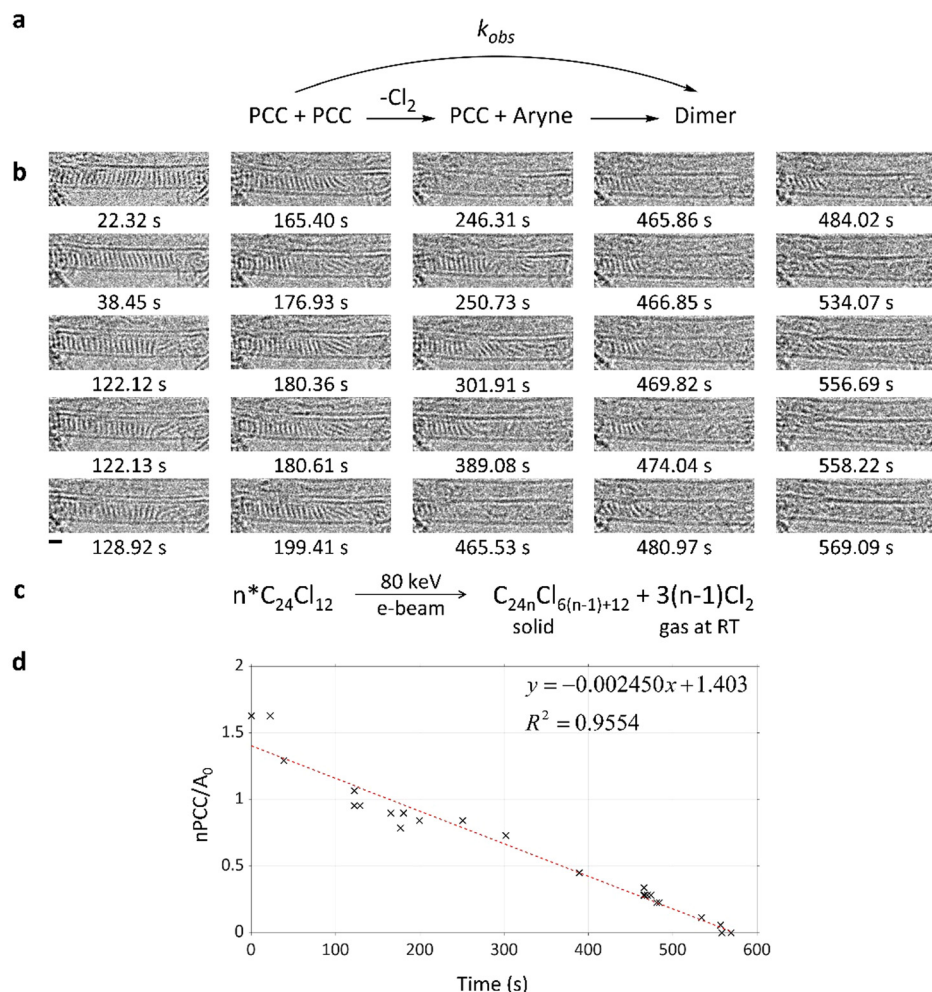 a
k_obs
PCC + PCC -Cl₂ PCC + Aryne Dimer
b
22.32 s 165.40 s 246.31 s 465.86 s 484.02 s
38.45 s 176.93 s 250.73 s 466.85 s 534.07 s
122.12 s 180.36 s 301.91 s 469.82 s 556.69 s
122.13 s 180.61 s 389.08 s 474.04 s 558.22 s
128.92 s 199.41 s 465.53 s 480.97 s 569.09 s
c
n*C₂₄Cl₁₂ 80 keV C₂₄ₙCl₆₍ₙ₋₁₎₊₁₂ + 3(n-1)Cl₂
e-beam solid gas at RT
d
2
y = −0.002450x + 1.403
R² = 0.9554
1.5
nPCC/A₀
1
0.5
0
0 100 200 300 400 500 600
Time (s)